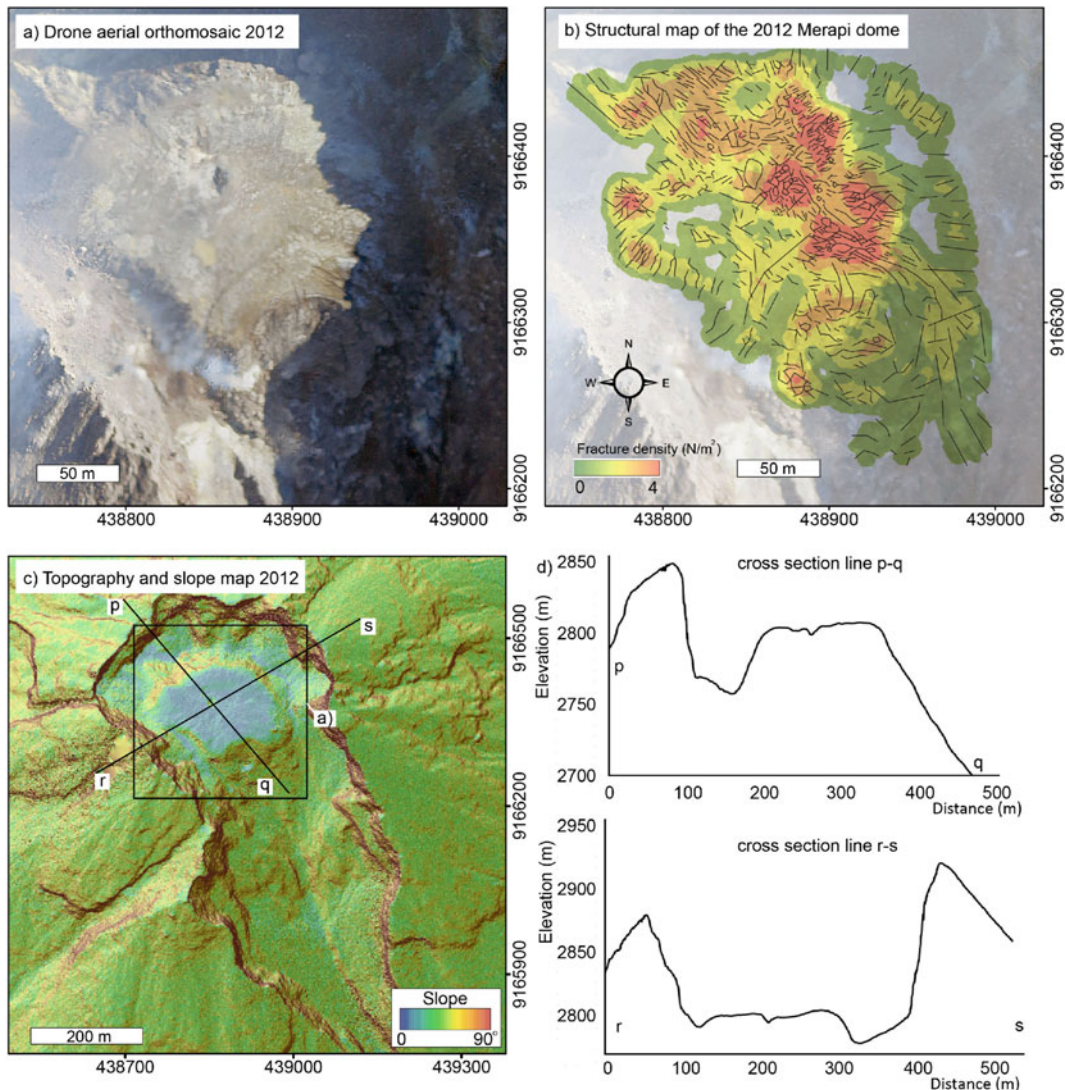 a) Drone aerial orthomosaic 2012
50 m
438800 438900 439000
9166400
9166300
9166200
b) Structural map of the 2012 Merapi dome
N
W E
S
Fracture density (N/m²)
0 4
50 m
438800 438900 439000
9166400
9166300
9166200
c) Topography and slope map 2012
p
s
a)
r
q
Slope
0 90°
200 m
438700 439000 439300
9166500
9166200
9165900
d)
cross section line p-q
Elevation (m)
2850
2800
2750
2700
p
q
0 100 200 300 400 500
Distance (m)
cross section line r-s
Elevation (m)
2950
2900
2850
2800
r s
0 100 200 300 400 500
Distance (m)